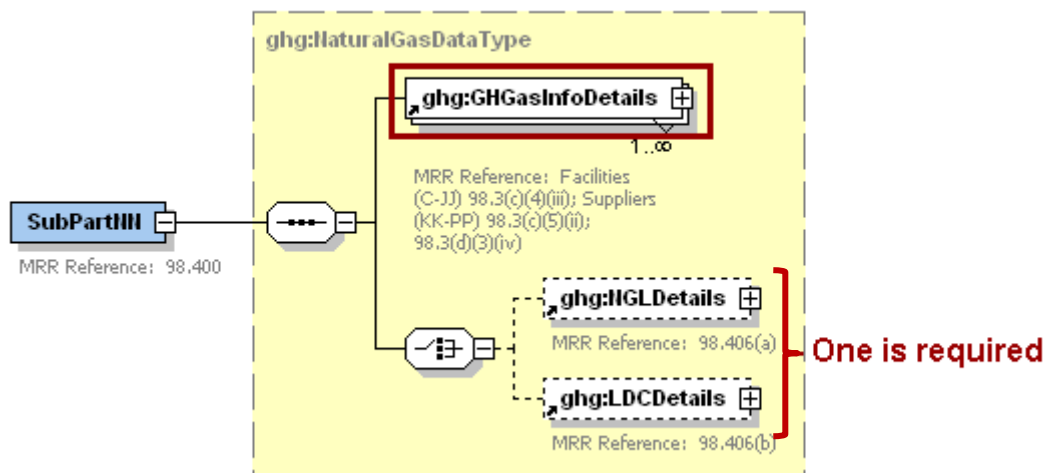 ghg:NaturalGasDataType
ghg:GHGasInfoDetails
1..∞
MRR Reference: Facilities
(C-JJ) 98.3(c)(4)(iii); Suppliers
(KK-PP) 98.3(c)(5)(ii);
98.3(d)(3)(iv)
SubPartNN
MRR Reference: 98.400
ghg:NGLDetails
MRR Reference: 98.406(a)
One is required
ghg:LDCDetails
MRR Reference: 98.406(b)